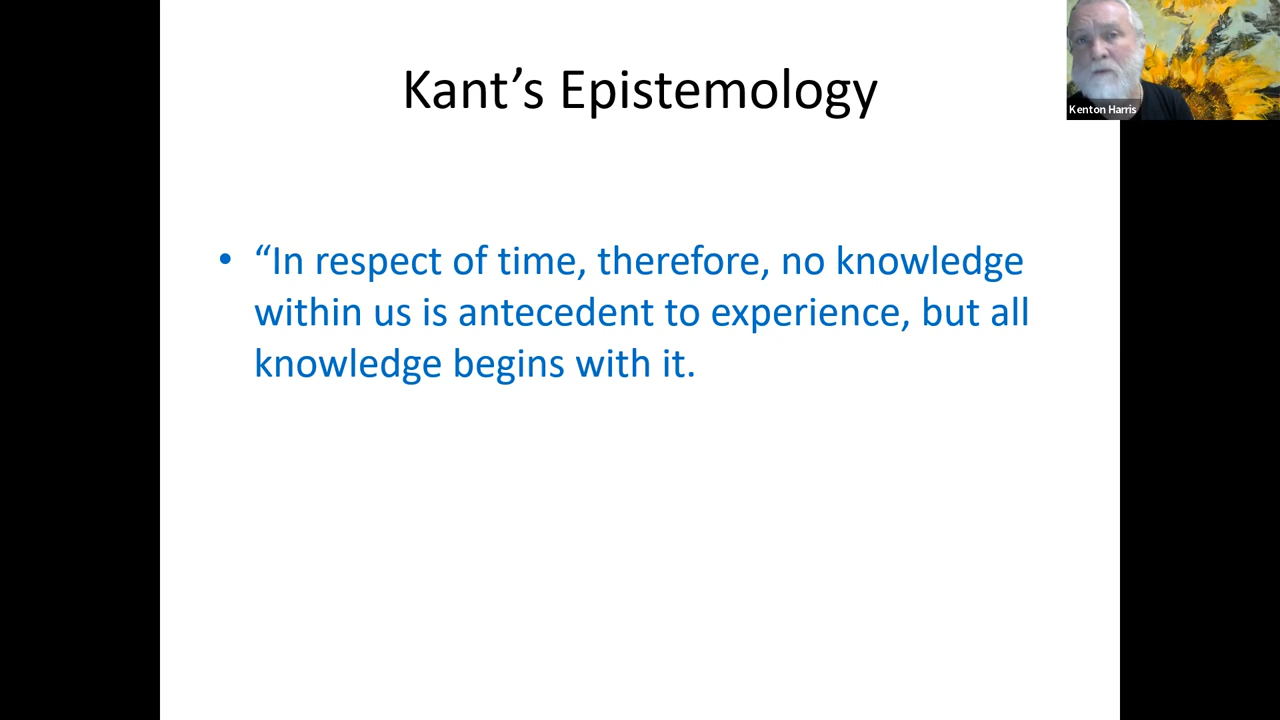 Kant’s Epistemology
Kenton Harris
• “In respect of time, therefore, no knowledge
within us is antecedent to experience, but all
knowledge begins with it.